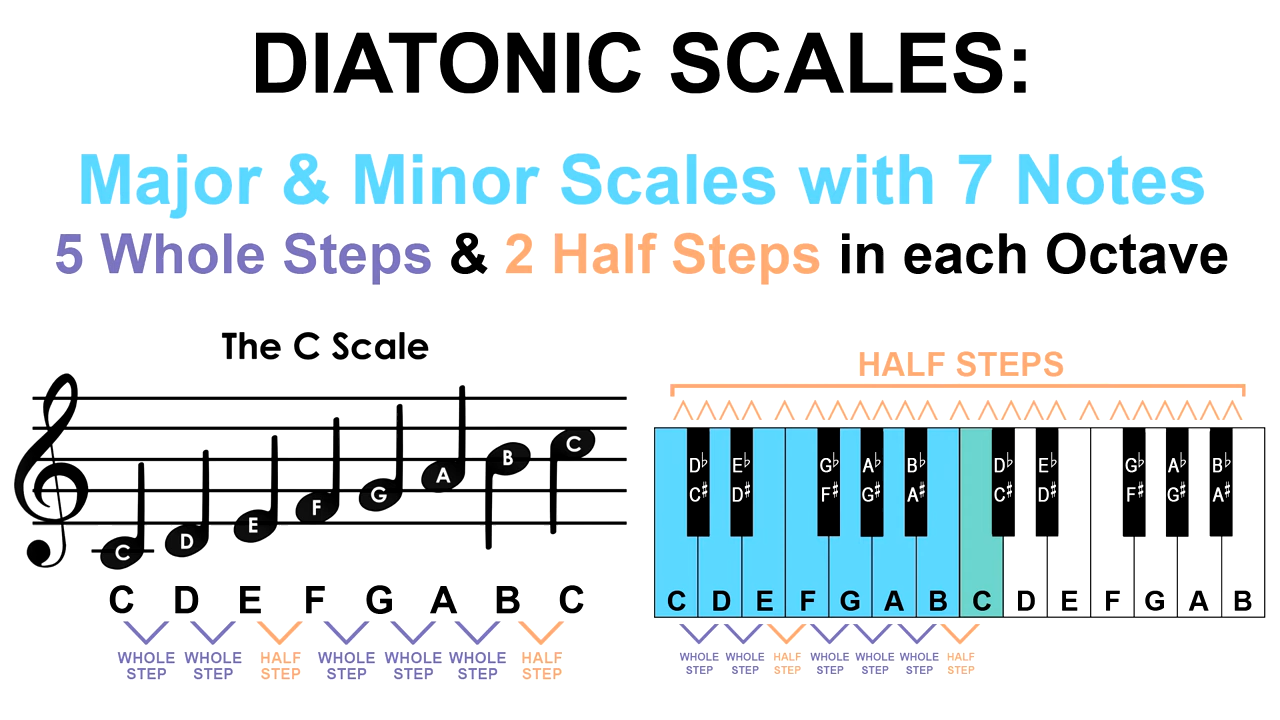 DIATONIC SCALES:
Major & Minor Scales with 7 Notes
5 Whole Steps & 2 Half Steps in each Octave
The C Scale
C D E F G A B C
C D E F G A B C
WHOLE STEP WHOLE STEP HALF STEP WHOLE STEP WHOLE STEP WHOLE STEP HALF STEP
HALF STEPS
D♭ E♭ G♭ A♭ B♭ D♭ E♭ G♭ A♭ B♭
C# D# F# G# A# C# D# F# G# A#
C D E F G A B C D E F G A B
WHOLE STEP WHOLE STEP HALF STEP WHOLE STEP WHOLE STEP WHOLE STEP HALF STEP